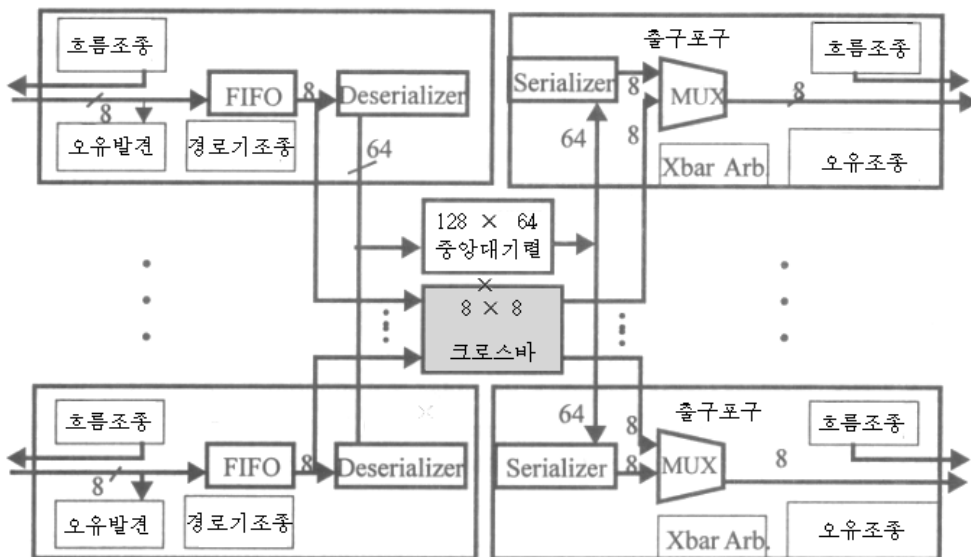 흐름조종
8
FIFO
8
Deserializer
오유발견
경로기조종
64
출구포구
흐름조종
Serializer
8
MUX
8
8
64
Xbar Arb.
오유조종
128 × 64
중앙대기렬
×
8 × 8
크로스바
흐름조종
8
FIFO
8
Deserializer
오유발견
경로기조종
64
출구포구
흐름조종
8
Serializer
8
MUX
8
Xbar Arb.
오유조종